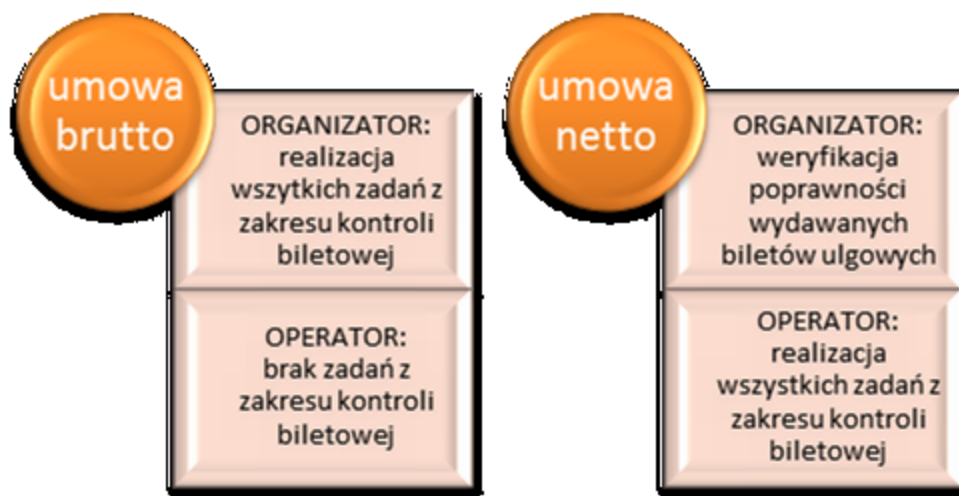 umowa
brutto
ORGANIZATOR:
realizacja
wszytkich zadań z
zakresu kontroli
biletowej
OPERATOR:
brak zadań z
zakresu kontroli
biletowej
umowa
netto
ORGANIZATOR:
weryfikacja
poprawności
wydawanych
biletów ulgowych
OPERATOR:
realizacja
wszystkich zadań z
zakresu kontroli
biletowej